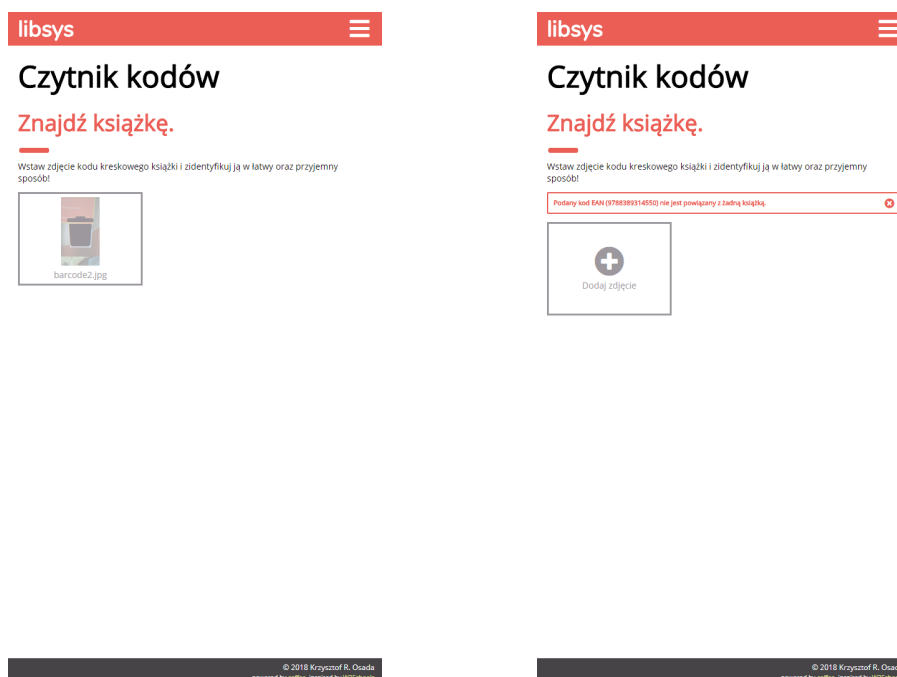 libsys
Czytnik kodów
Znajdź książkę.
Wstaw zdjęcie kodu kreskowego książki i zidentyfikuj ją w łatwy oraz przyjemny
sposób!
barcode2.jpg
© 2018 Krzysztof R. Osada
libsys
Czytnik kodów
Znajdź książkę.
Wstaw zdjęcie kodu kreskowego książki i zidentyfikuj ją w łatwy oraz przyjemny
sposób!
Podany kod EAN (9788389314550) nie jest powiązany z żadną książką.
Dodaj zdjęcie
© 2018 Krzysztof R.